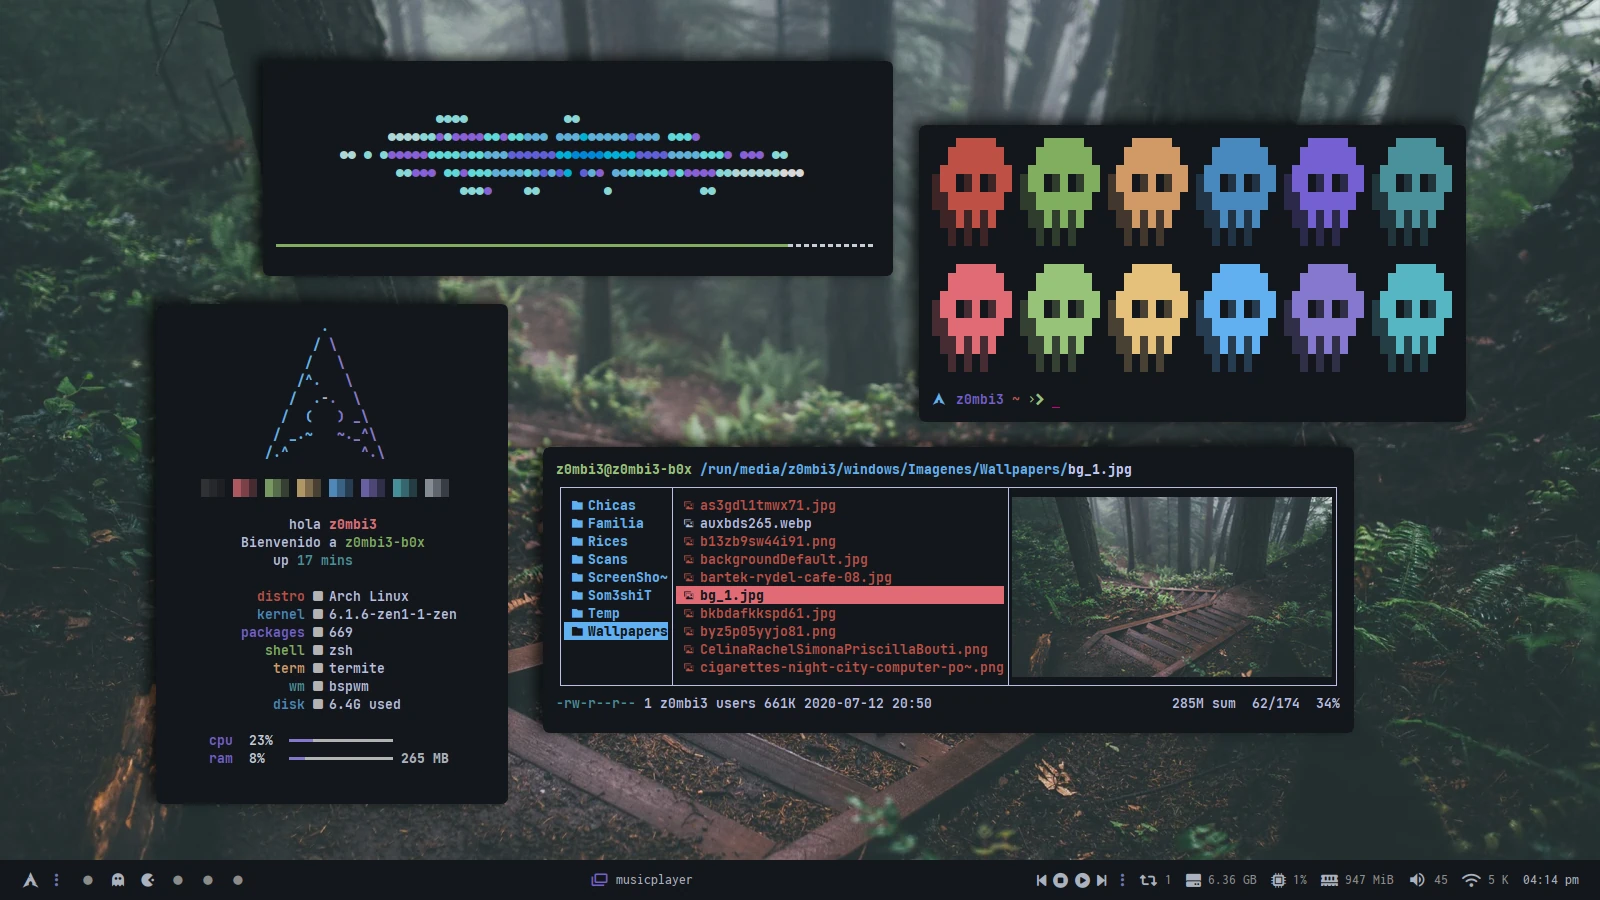 z0mbi3 ~
z0mbi3@z0mbi3-b0x /run/media/z0mbi3/windows/Imagenes/Wallpapers/bg_1.jpg
Chicas
Familia
Rices
Scans
ScreenSho~
Som3shiT
Temp
Wallpapers
as3gdl1tmwx71.jpg
auxbds265.webp
b13zb9sw44i91.png
backgroundDefault.jpg
bartek-rydel-cafe-08.jpg
bg_1.jpg
bkbdafkkspd61.jpg
byz5p05yyjo81.png
CelinaRachelSimonaPriscillaBouti.png
cigarettes-night-city-computer-po~.png
-rw-r--r-- 1 z0mbi3 users 661K 2020-07-12 20:50 285M sum 62/174 34%
hola z0mbi3
Bienvenido a z0mbi3-b0x
up 17 mins
distro Arch Linux
kernel 6.1.6-zen1-1-zen
packages 669
shell zsh
term termite
wm bspwm
disk 6.4G used
cpu 23%
ram 8% 265 MB
musicplayer
1 6.36 GB 1% 947 MiB 45 5 K 04:14 pm